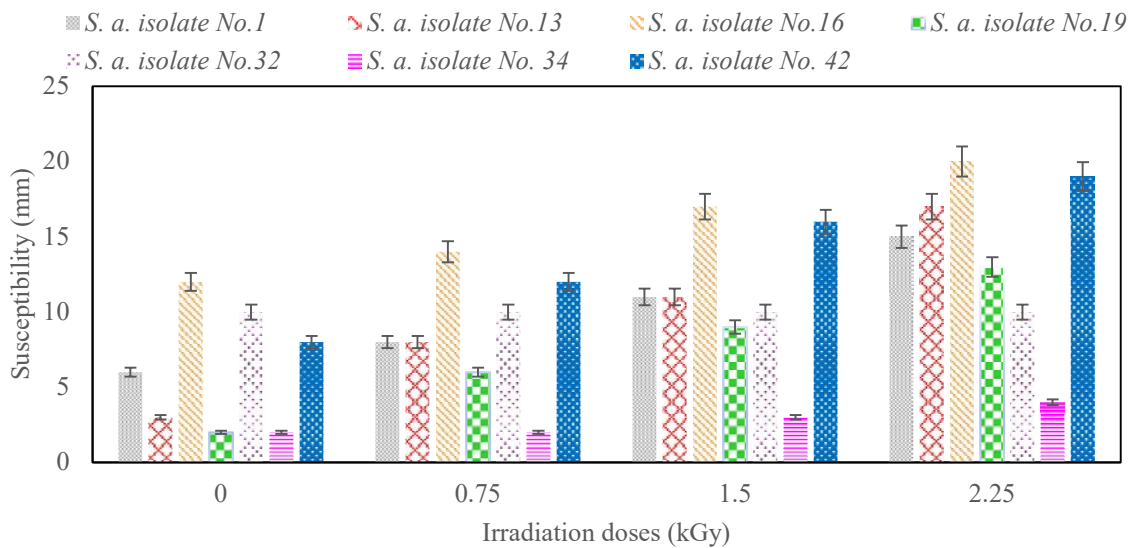 S. a. isolate No.1 S. a. isolate No.13 S. a. isolate No.16 S. a. isolate No.19
S. a. isolate No.32 S. a. isolate No. 34 S. a. isolate No. 42
25
20
15
10
5
0
Susceptibility (mm)
0 0.75 1.5 2.25
Irradiation doses (kGy)